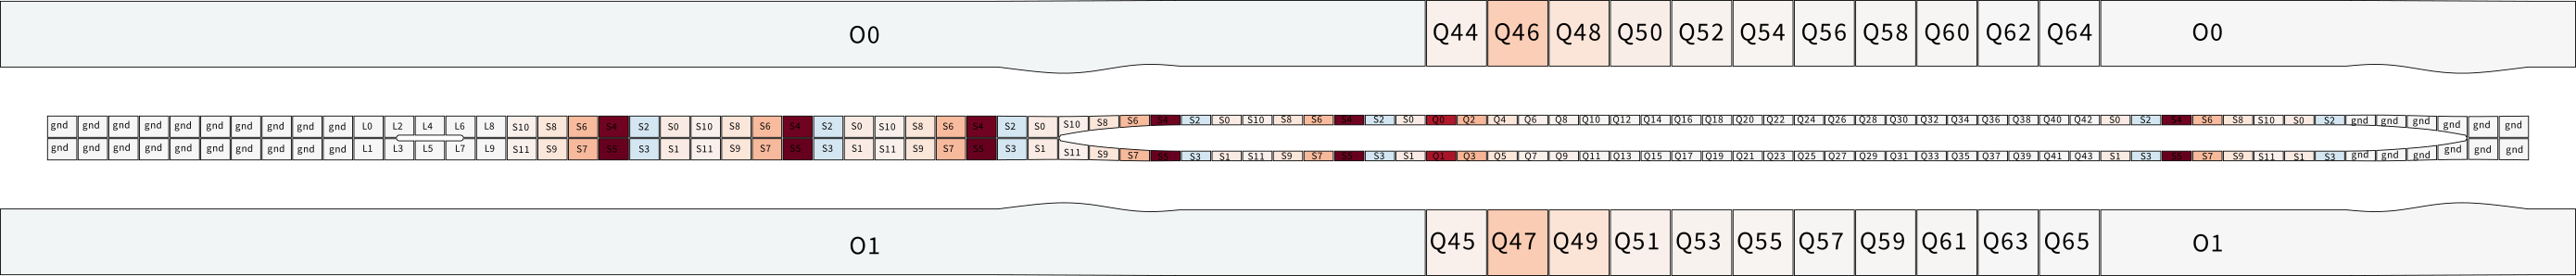 O0 Q44 Q46 Q48 Q50 Q52 Q54 Q56 Q58 Q60 Q62 Q64 O0
gnd gnd gnd gnd gnd gnd gnd gnd gnd gnd L0 L2 L4 L6 L8 S10 S8 S6 S4 S2 S0 S10 S8 S6 S4 S2 S0 S10 S8 S6 S4 S2 S0 S10 S8 S6 S4 S2 S0 S10 S8 S6 S4 S2 S0 Q0 Q2 Q4 Q6 Q8 Q10 Q12 Q14 Q16 Q18 Q20 Q22 Q24 Q26 Q28 Q30 Q32 Q34 Q36 Q38 Q40 Q42 S0 S2 S4 S6 S8 S10 S0 S2 gnd gnd gnd gnd gnd gnd
gnd gnd gnd gnd gnd gnd gnd gnd gnd gnd L1 L3 L5 L7 L9 S11 S9 S7 S5 S3 S1 S11 S9 S7 S5 S3 S1 S11 S9 S7 S5 S3 S1 S11 S9 S7 S5 S3 S1 S11 S9 S7 S5 S3 S1 Q1 Q3 Q5 Q7 Q9 Q11 Q13 Q15 Q17 Q19 Q21 Q23 Q25 Q27 Q29 Q31 Q33 Q35 Q37 Q39 Q41 Q43 S1 S3 S5 S7 S9 S11 S1 S3 gnd gnd gnd gnd gnd gnd
O1 Q45 Q47 Q49 Q51 Q53 Q55 Q57 Q59 Q61 Q63 Q65 O1